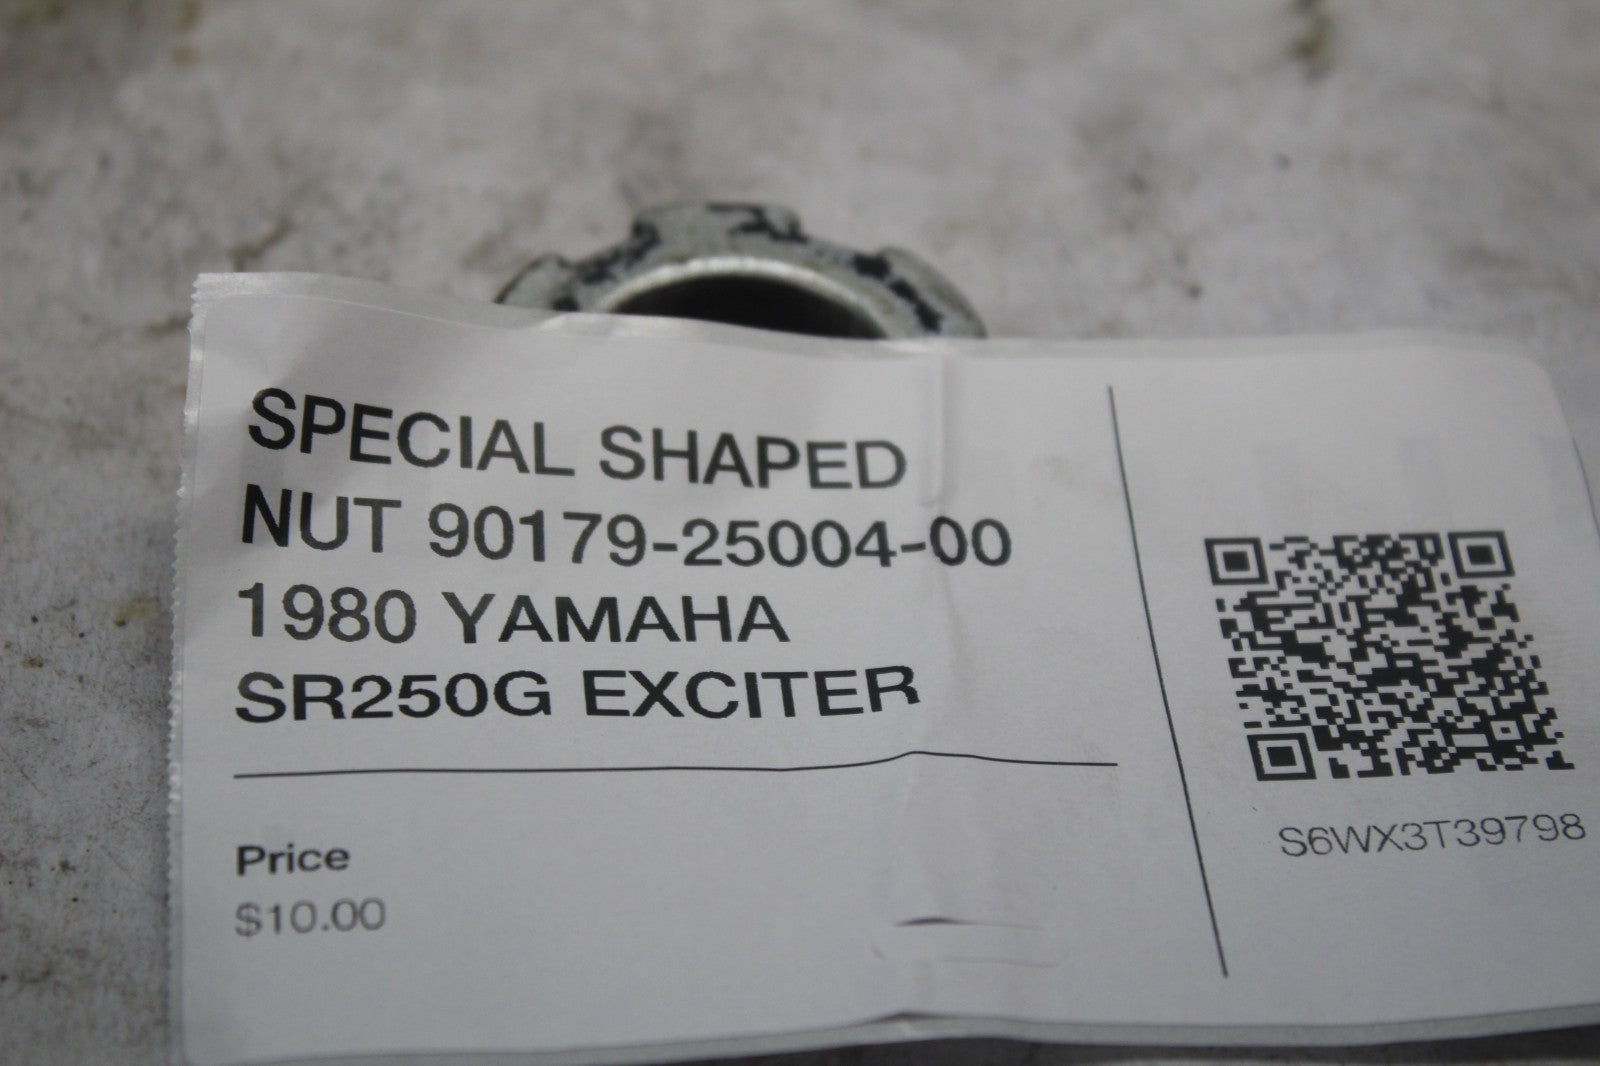 SPECIAL SHAPED
NUT 90179-25004-00
1980 YAMAHA
SR250G EXCITER
Price
$10.00
S6WX3T39798